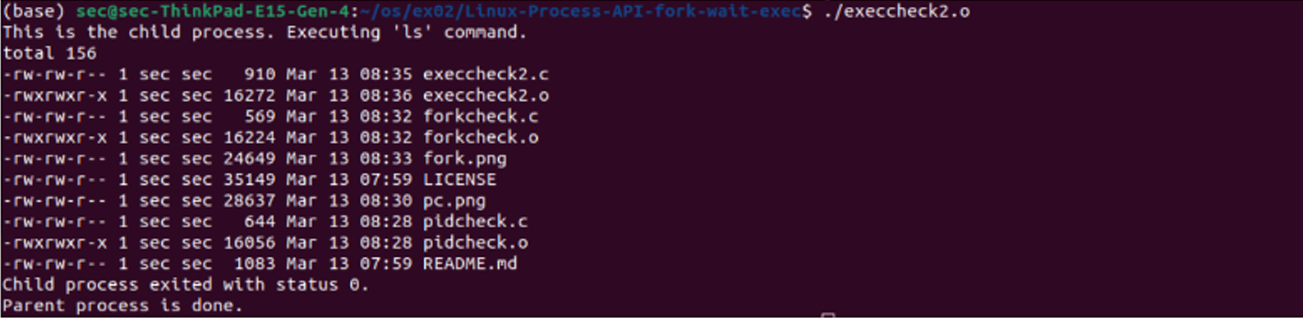 (base) sec@sec-ThinkPad-E15-Gen-4:~/os/ex02/Linux-Process-API-fork-wait-exec$ ./execcheck2.o
This is the child process. Executing 'ls' command.
total 156
-rw-rw-r-- 1 sec sec   910 Mar 13 08:35 execcheck2.c
-rwxrwxr-x 1 sec sec 16272 Mar 13 08:36 execcheck2.o
-rw-rw-r-- 1 sec sec   569 Mar 13 08:32 forkcheck.c
-rwxrwxr-x 1 sec sec 16224 Mar 13 08:32 forkcheck.o
-rw-rw-r-- 1 sec sec 24649 Mar 13 08:33 fork.png
-rw-rw-r-- 1 sec sec 35149 Mar 13 07:59 LICENSE
-rw-rw-r-- 1 sec sec 28637 Mar 13 08:30 pc.png
-rw-rw-r-- 1 sec sec   644 Mar 13 08:28 pidcheck.c
-rwxrwxr-x 1 sec sec 16056 Mar 13 08:28 pidcheck.o
-rw-rw-r-- 1 sec sec  1083 Mar 13 07:59 README.md
Child process exited with status 0.
Parent process is done.